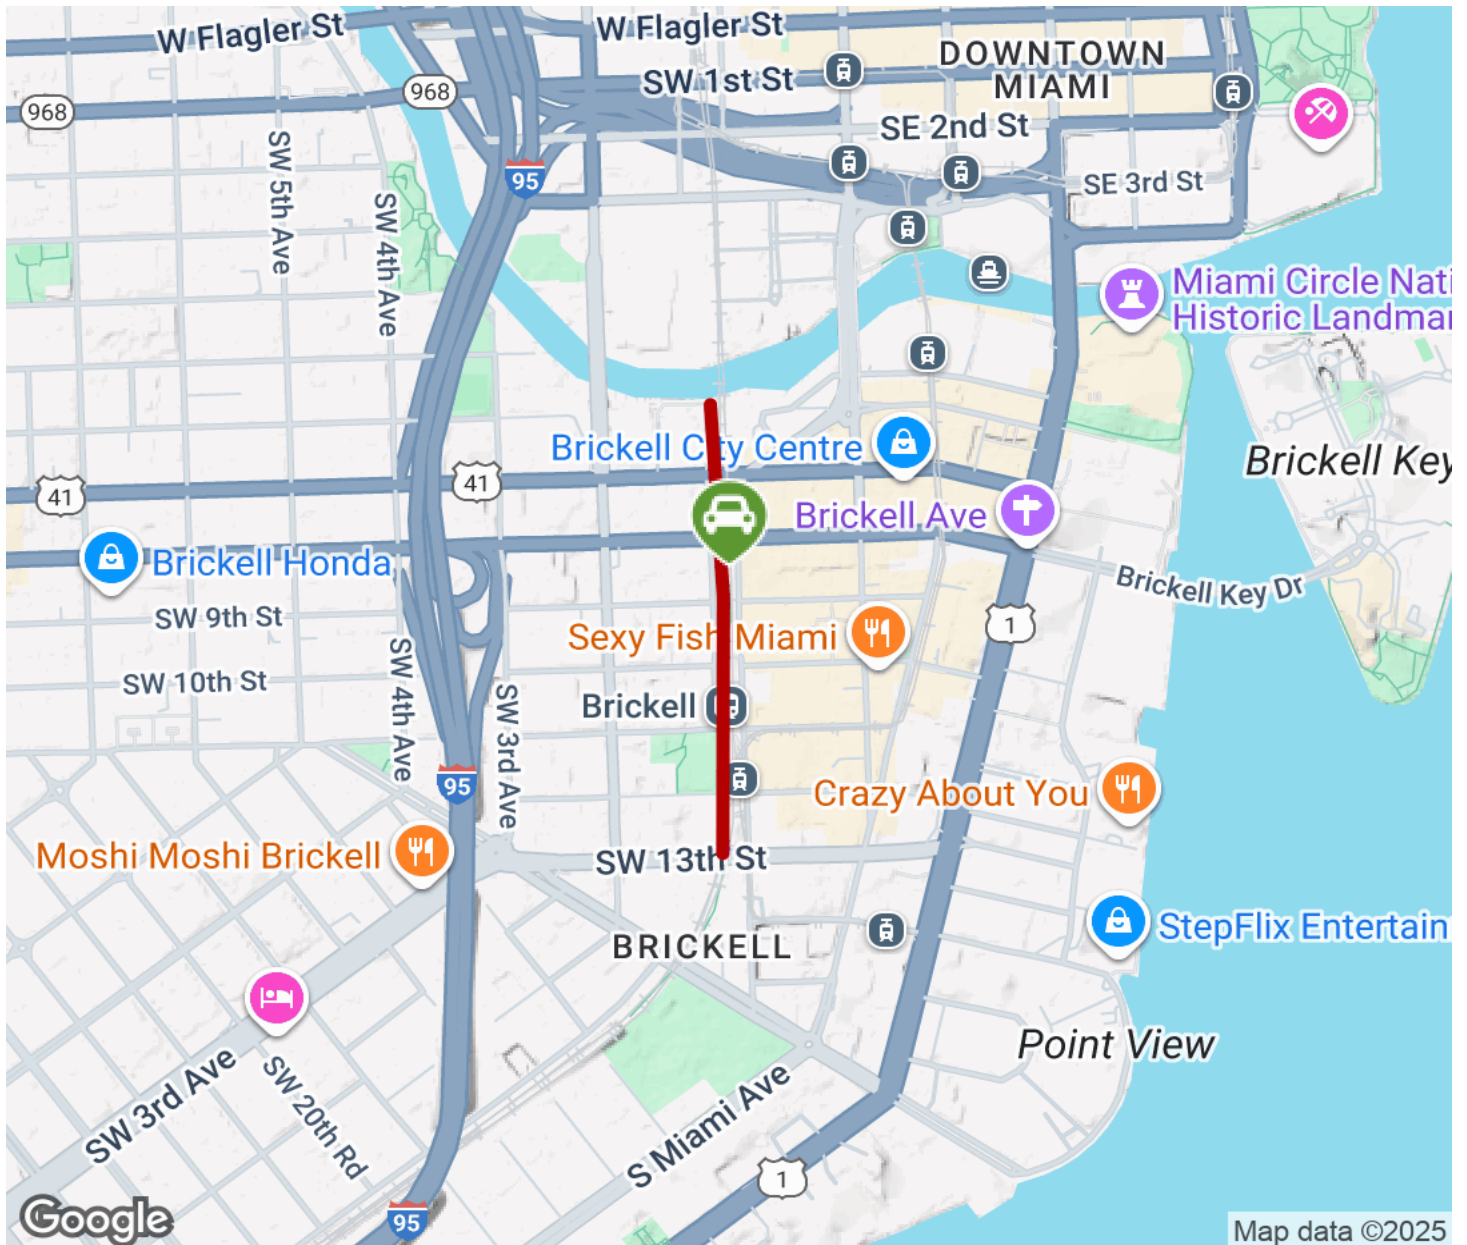 W Flagler St
W Flagler St
DOWNTOWN
MIAMI
SW 1st St
968
968
SE 2nd St
95
SE 3rd St
SW 5th Ave
SW 4th Ave
Miami Circle Nati
Historic Landmar
Brickell City Centre
Brickell Key
41
41
Brickell Ave
Brickell Honda
Brickell Key Dr
SW 9th St
1
Sexy Fish Miami
SW 10th St
Brickell
SW 4th Ave
SW 3rd Ave
95
Crazy About You
Moshi Moshi Brickell
SW 13th St
StepFlix Entertain
BRICKELL
Point View
SW 3rd Ave
SW 20th Rd
S Miami Ave
1
Google
95
Map data ©2025